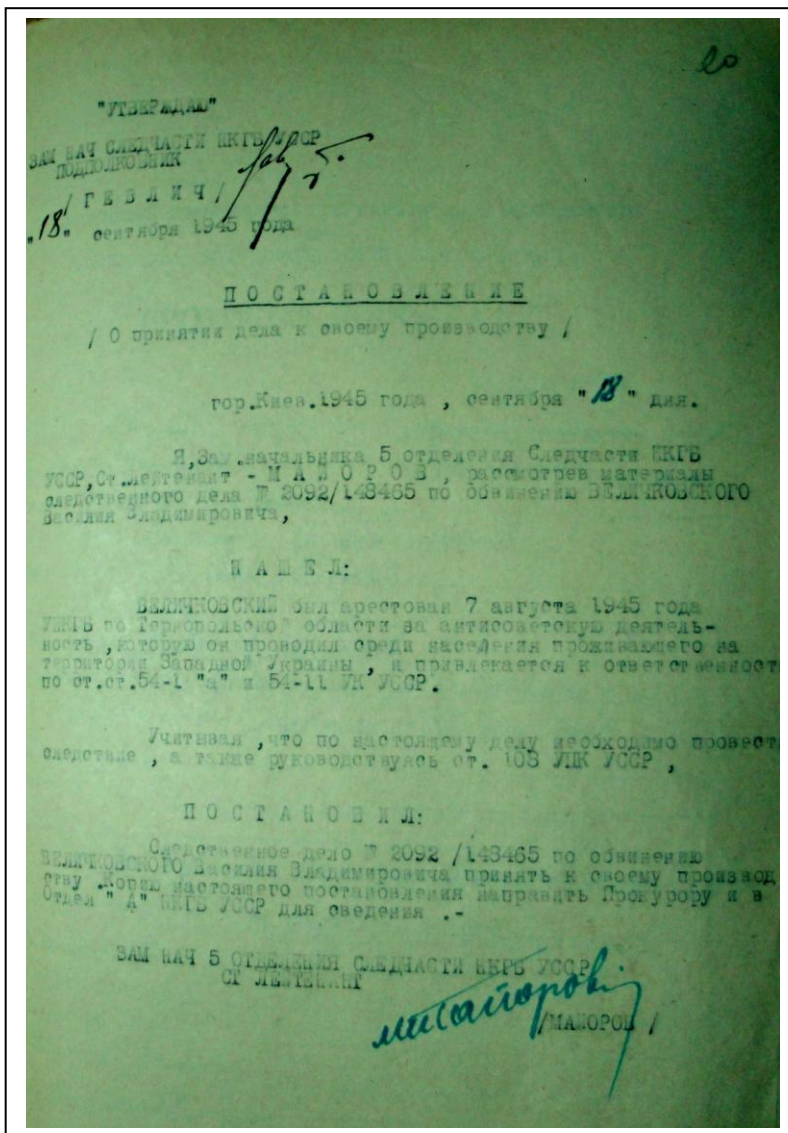 20
"УТВЕРЖДАЮ"
ЗАМ НАЧ СЛЕДЧАСТИ НКГБ УССР
ПОДПОЛКОВНИК
/ Г Е В Л И Ч /
"18" сентября 1945 года
П О С Т А Н О В Л Е Н И Е
/ О принятии дела к своему производству /
гор.Киев.1945 года , сентября "18" дня.
Я,Зам.начальника 5 отделения Следчасти НКГБ
УССР,Ст.лейтенант - М А Й О Р О В , рассмотрев материалы
следственного дела № 2092/148465 по обвинению ВЕЛИЧКОВСКОГО
Василия Владимировича,
Н А Ш Е Л:
ВЕЛИЧКОВСКИЙ был арестован 7 августа 1945 года
УНКГБ по Тернопольской области за антисоветскую деятель-
ность ,которую он проводил среди населения проживающего на
территории Западной Украины , и привлекается к ответственност
по ст.ст.54-1 "а" и 54-11 УК УССР.
Учитывая ,что по настоящему делу необходимо провест
следствие , а также руководствуясь ст. 108 УПК УССР ,
П О С Т А Н О В И Л:
Следственное дело № 2092 /148465 по обвинению
ВЕЛИЧКОВСКОГО Василия Владимировича принять к своему производ
ству .Копию настоящего постановления направить Прокурору и в
Отдел "А" НКГБ УССР для сведения .-
ЗАМ НАЧ 5 ОТДЕЛЕНИЯ СЛЕДЧАСТИ НКГБ УССР
СТ ЛЕЙТЕНАНТ
/МАЙОРОВ /